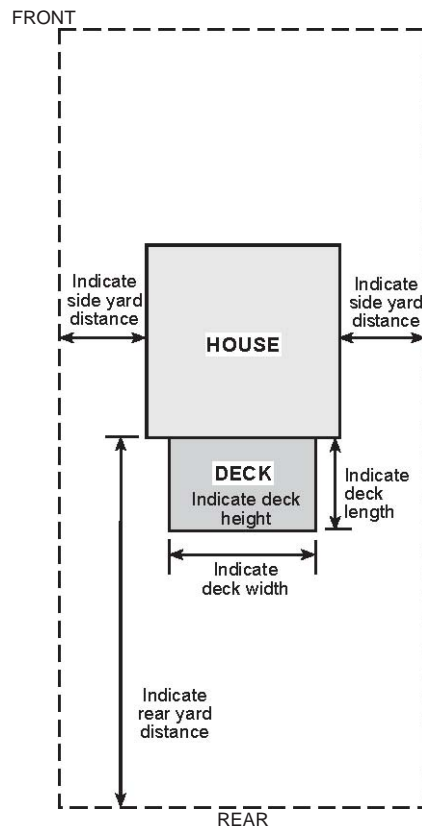 FRONT
Indicate
side yard
distance
Indicate
side yard
distance
HOUSE
DECK
Indicate deck
height
Indicate
deck
length
Indicate
deck width
Indicate
rear yard
distance
REAR